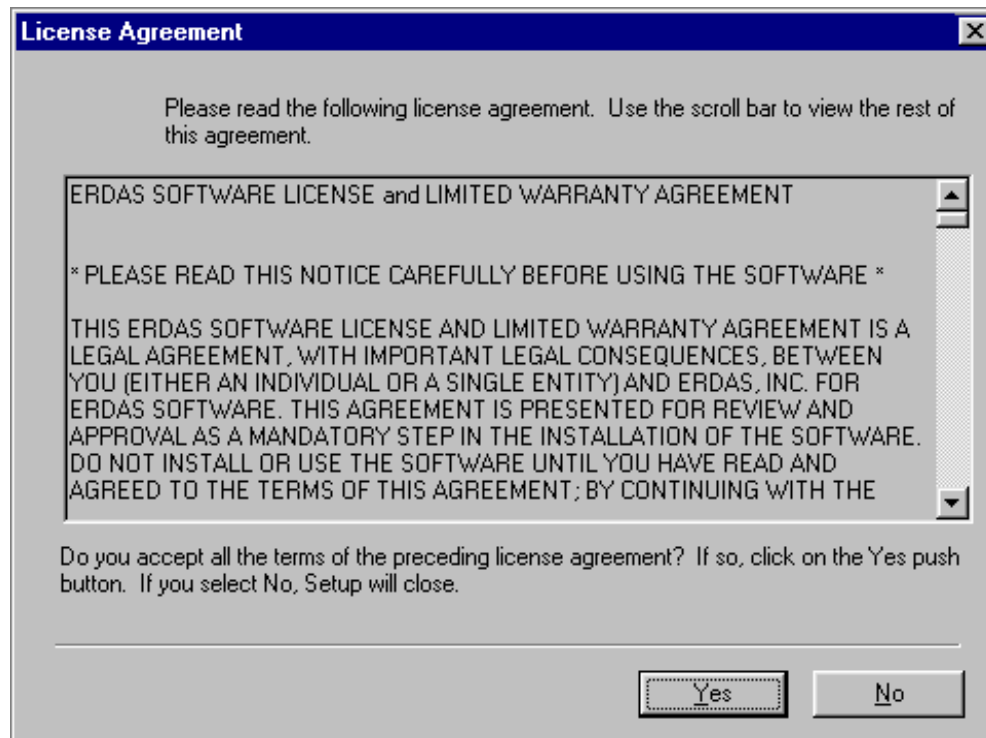 License Agreement
Please read the following license agreement.  Use the scroll bar to view the rest of
this agreement.
ERDAS SOFTWARE LICENSE and LIMITED WARRANTY AGREEMENT
* PLEASE READ THIS NOTICE CAREFULLY BEFORE USING THE SOFTWARE *
THIS ERDAS SOFTWARE LICENSE AND LIMITED WARRANTY AGREEMENT IS A
LEGAL AGREEMENT, WITH IMPORTANT LEGAL CONSEQUENCES, BETWEEN
YOU (EITHER AN INDIVIDUAL OR A SINGLE ENTITY) AND ERDAS, INC. FOR
ERDAS SOFTWARE. THIS AGREEMENT IS PRESENTED FOR REVIEW AND
APPROVAL AS A MANDATORY STEP IN THE INSTALLATION OF THE SOFTWARE.
DO NOT INSTALL OR USE THE SOFTWARE UNTIL YOU HAVE READ AND
AGREED TO THE TERMS OF THIS AGREEMENT; BY CONTINUING WITH THE
Do you accept all the terms of the preceding license agreement?  If so, click on the Yes push
button.  If you select No, Setup will close.
Yes
No